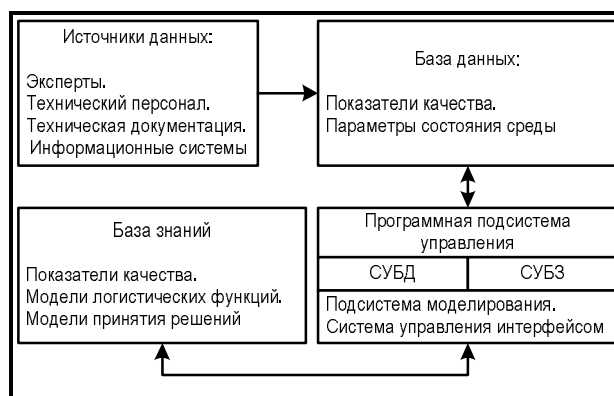 Источники данных:
Эксперты.
Технический персонал.
Техническая документация.
Информационные системы
База данных:
Показатели качества.
Параметры состояния среды
База знаний
Показатели качества.
Модели логистических функций.
Модели принятия решений
Программная подсистема
управления
СУБД
СУБЗ
Подсистема моделирования.
Система управления интерфейсом